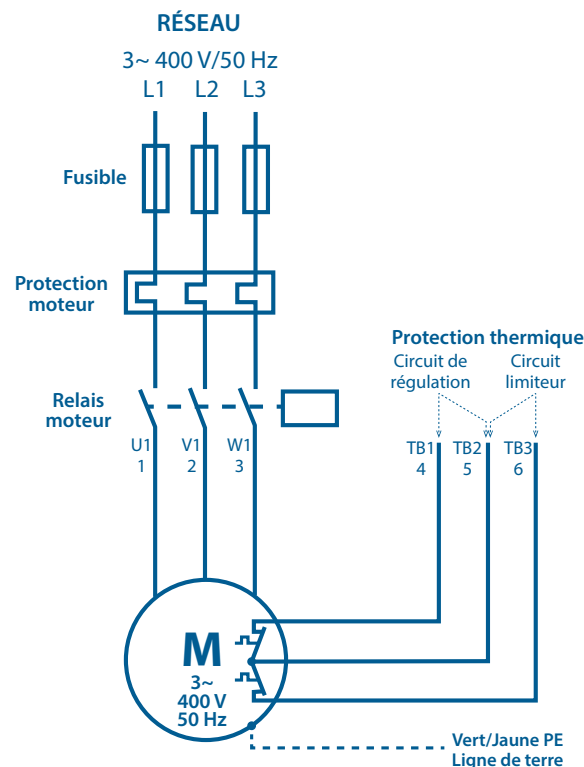 RÉSEAU
3~ 400 V/50 Hz
L1 L2 L3
Fusible
Protection
moteur
Protection thermique
Circuit de
régulation
Circuit
limiteur
Relais
moteur
U1 V1 W1
1 2 3
TB1 TB2 TB3
4 5 6
M
3~
400 V
50 Hz
Vert/Jaune PE
Ligne de terre